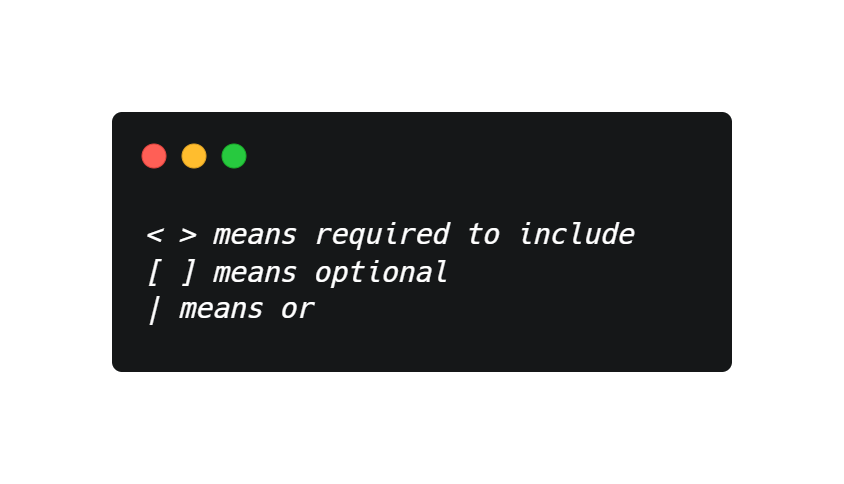 < > means required to include
[ ] means optional
| means or